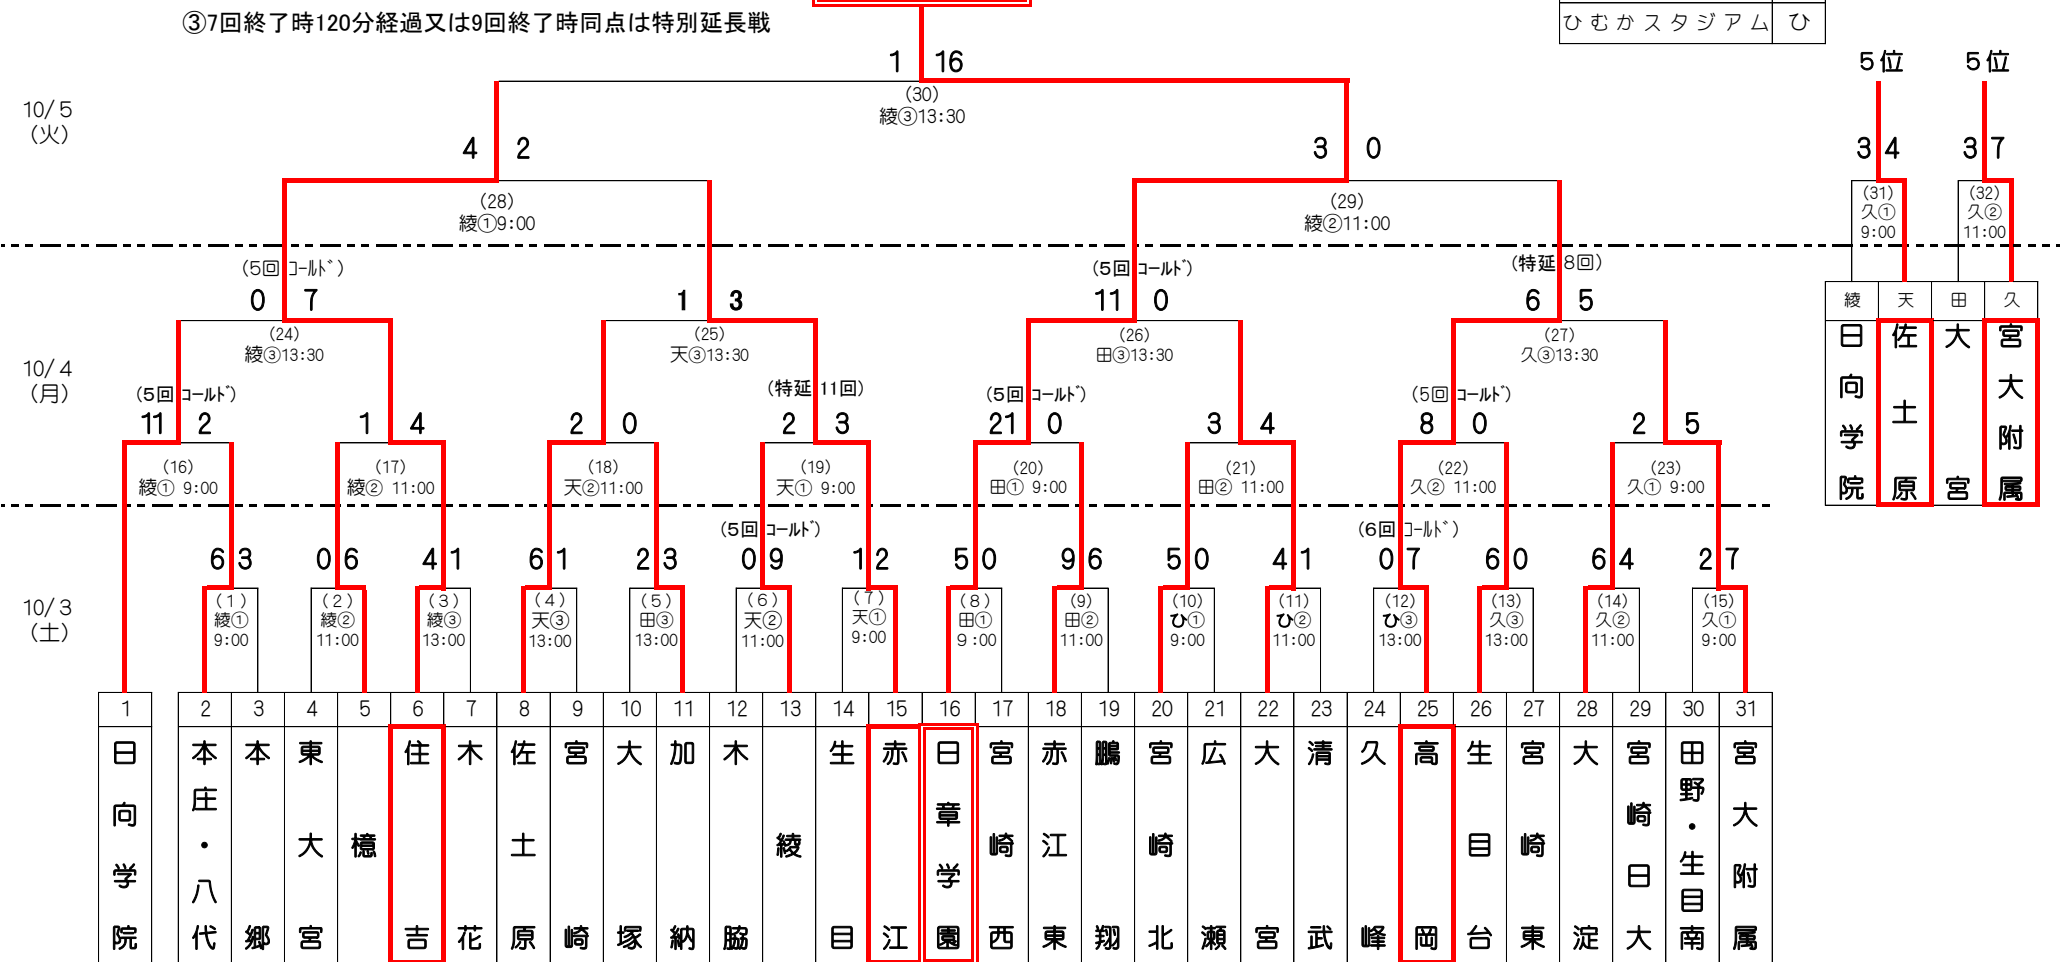 ③7回終了時120分経過又は9回終了時同点は特別延長戦
ひむかスタジアム ひ
1 16
5位 5位
(30)
綾③13:30
10/5
(火)
4 2
3 0
3 4
3 7
(28)
綾①9:00
(29)
綾②11:00
(31)
久①
9:00
(32)
久②
11:00
(5回コールド)
(5回コールド)
(特延8回)
0 7
1 3
11 0
6 5
綾 天 田 久
日向学院
佐土原
大宮
宮大附属
(24)
綾③13:30
(25)
天③13:30
(26)
田③13:30
(27)
久③13:30
10/4
(月)
(5回コールド)
(特延11回)
(5回コールド)
(5回コールド)
11 2
1 4
2 0
2 3
21 0
3 4
8 0
2 5
(16)
綾① 9:00
(17)
綾② 11:00
(18)
天②11:00
(19)
天① 9:00
(20)
田① 9:00
(21)
田② 11:00
(22)
久② 11:00
(23)
久① 9:00
(5回コールド)
(6回コールド)
6 3
0 6
4 1
6 1
2 3
0 9
1 2
5 0
9 6
5 0
4 1
0 7
6 0
6 4
2 7
10/3
(土)
(1)
綾①
9:00
(2)
綾②
11:00
(3)
綾③
13:00
(4)
天③
13:00
(5)
田③
13:00
(6)
天②
11:00
(7)
天①
9:00
(8)
田①
9:00
(9)
田②
11:00
(10)
ひ①
9:00
(11)
ひ②
11:00
(12)
ひ③
13:00
(13)
久③
13:00
(14)
久②
11:00
(15)
久①
9:00
1 2 3 4 5 6 7 8 9 10 11 12 13 14 15 16 17 18 19 20 21 22 23 24 25 26 27 28 29 30 31
日向学院
本庄・八代
本郷
東大宮
檍
住吉
木花
佐土原
宮崎
大塚
加納
木脇
綾
生目
赤江
日章学園
宮崎西
赤江東
鵬翔
宮崎北
広瀬
大宮
清武
久峰
高岡
生目台
宮崎東
大淀
宮崎日大
田野・生目南
宮大附属